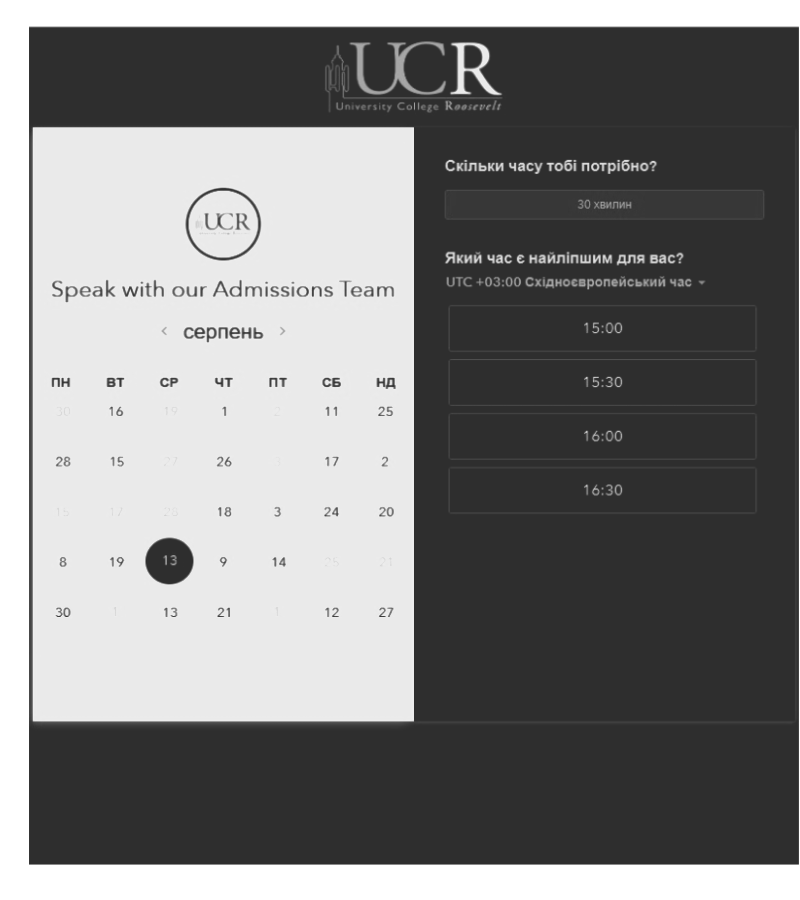 UCR
University College Roosevelt
UCR
Speak with our Admissions Team
< серпень >
ПН ВТ СР ЧТ ПТ СБ НД
30 16 19 1 2 11 25
28 15 27 26 1 17 2
15 17 28 18 3 24 20
8 19 13 9 14 25 21
30 1 13 21 1 12 27
Скільки часу тобі потрібно?
30 хвилин
Який час є найліпшим для вас?
UTC +03:00 Східноєвропейський час
15:00
15:30
16:00
16:30